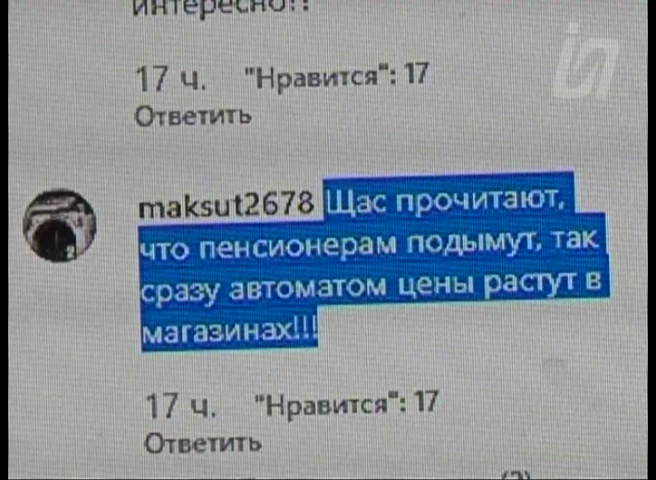 интересно!!
17 ч. "Нравится": 17
Ответить
maksut2678 Щас прочитают,
что пенсионерам подымут, так
сразу автоматом цены растут в
магазинах!!!
17 ч. "Нравится": 17
Ответить